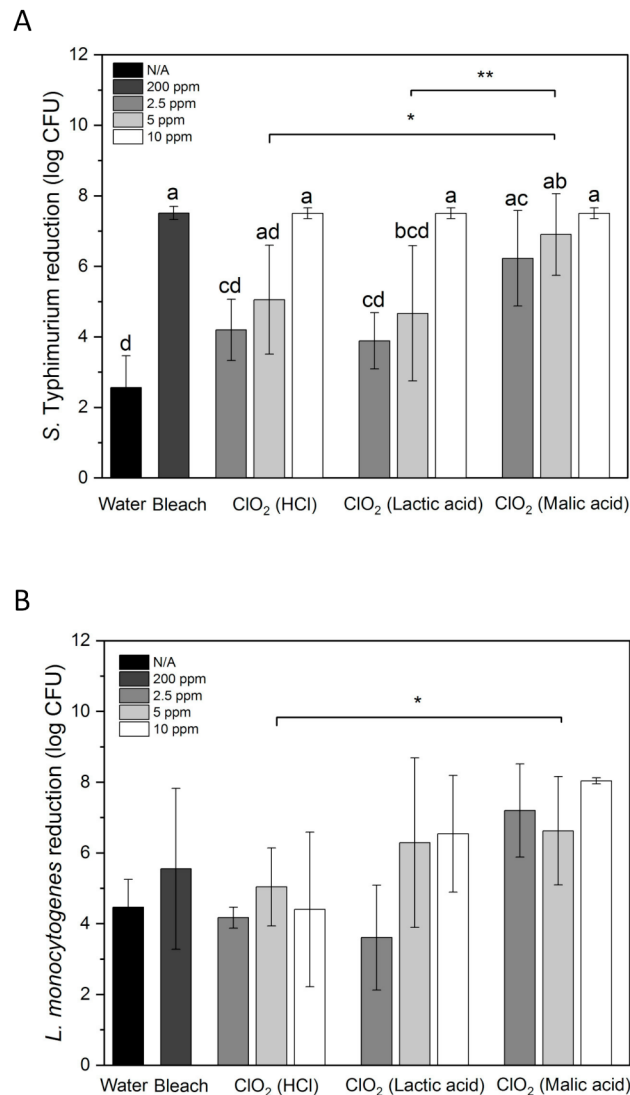 A
12
10
8
6
4
2
0
S. Typhimurium reduction (log CFU)
N/A
200 ppm
2.5 ppm
5 ppm
10 ppm
**
*
d
a
cd
ad
a
cd
bcd
a
ac
ab
a
Water Bleach ClO₂ (HCl) ClO₂ (Lactic acid) ClO₂ (Malic acid)
B
12
10
8
6
4
2
0
L. monocytogenes reduction (log CFU)
N/A
200 ppm
2.5 ppm
5 ppm
10 ppm
*
Water Bleach ClO₂ (HCl) ClO₂ (Lactic acid) ClO₂ (Malic acid)